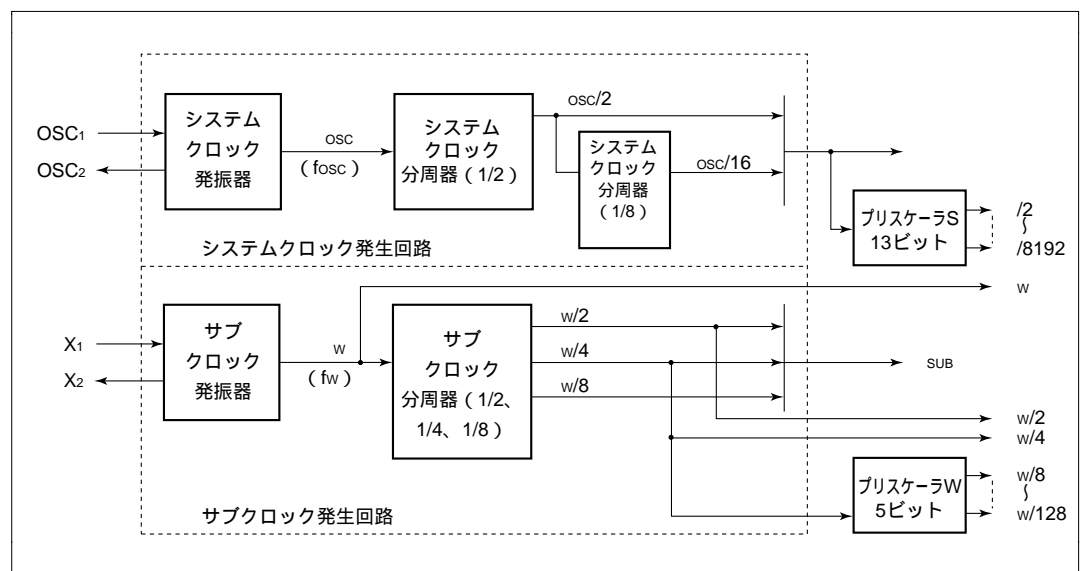 OSC1
OSC2
システム
クロック
発振器
OSC
(fOSC)
システム
クロック
分周器(1/2)
OSC/2
システム
クロック
分周器
(1/8)
OSC/16
プリスケーラS
13ビット
/2
〜
/8192
システムクロック発生回路
X1
X2
サブ
クロック
発振器
W
(fW)
サブ
クロック
分周器(1/2、
1/4、1/8)
W/2
W/4
W/8
W
SUB
W/2
W/4
プリスケーラW
5ビット
W/8
〜
W/128
サブクロック発生回路